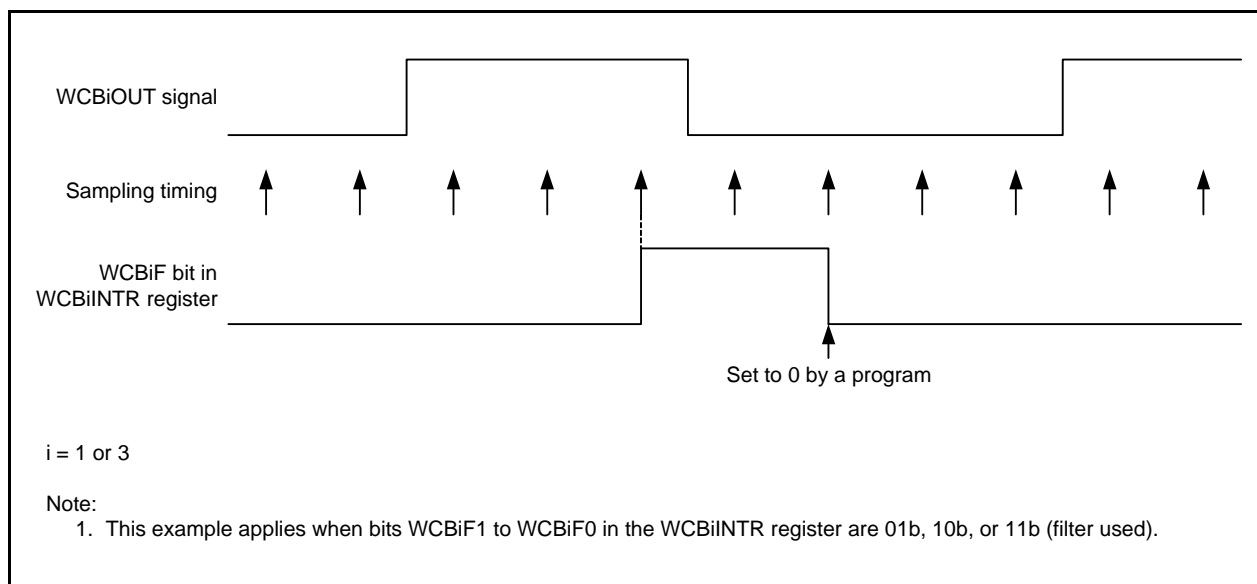 WCBiOUT signal
Sampling timing
WCBiF bit in
WCBiINTR register
Set to 0 by a program
i = 1 or 3
Note:
1. This example applies when bits WCBiF1 to WCBiF0 in the WCBiINTR register are 01b, 10b, or 11b (filter used).